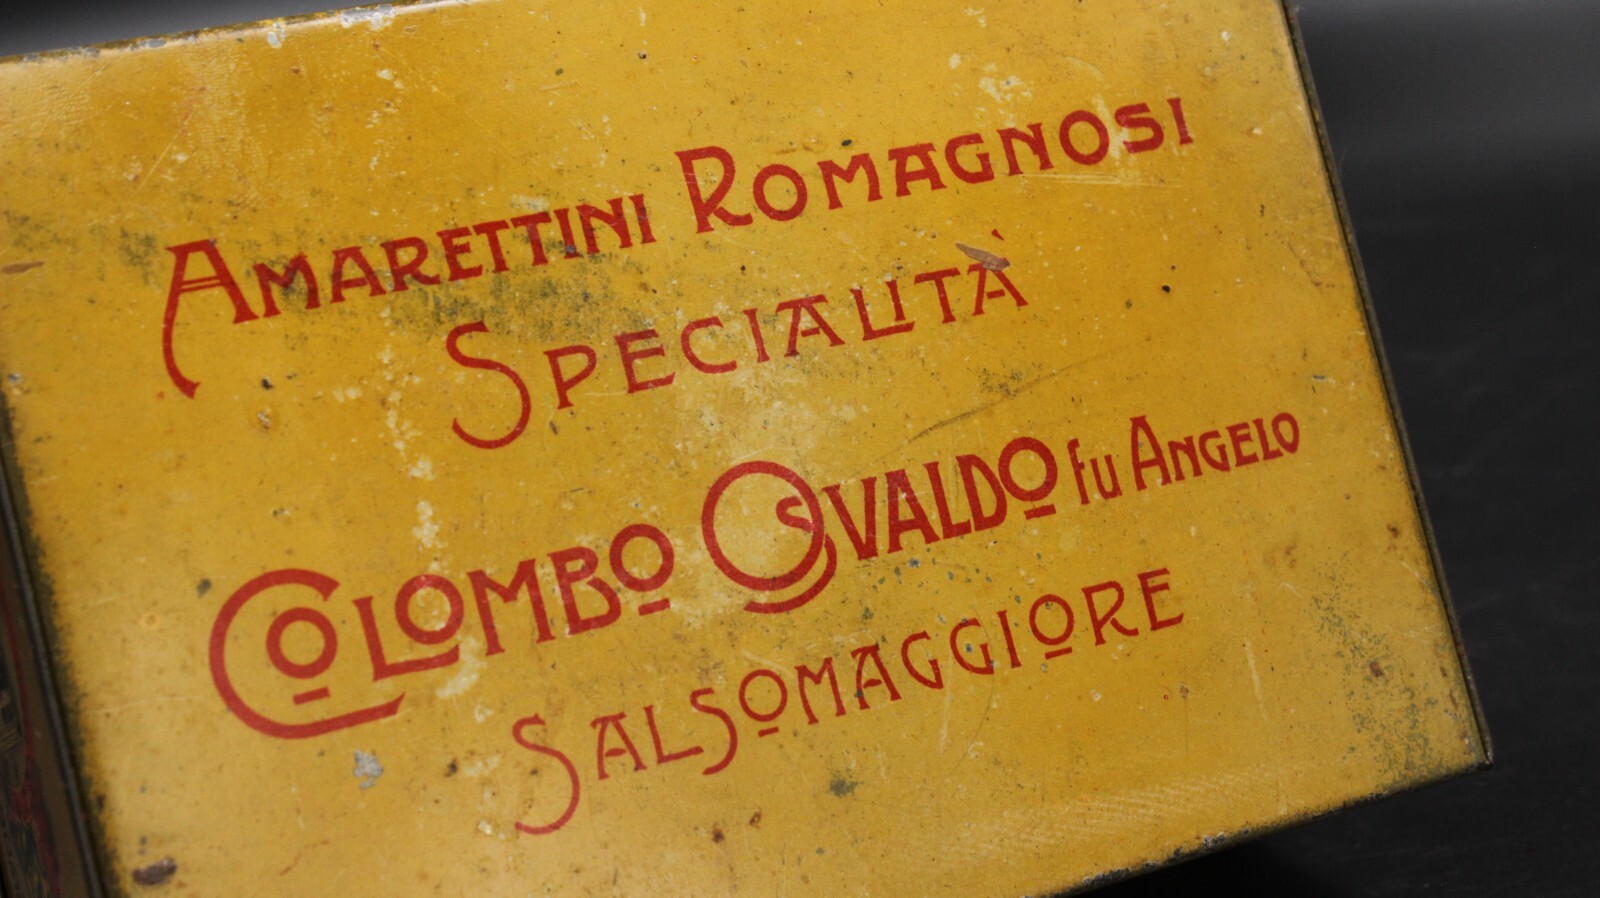 AMARETTINI ROMAGNOSI
SPECIALITÀ
COLOMBO OSVALDO fu ANGELO
SALSOMAGGIORE